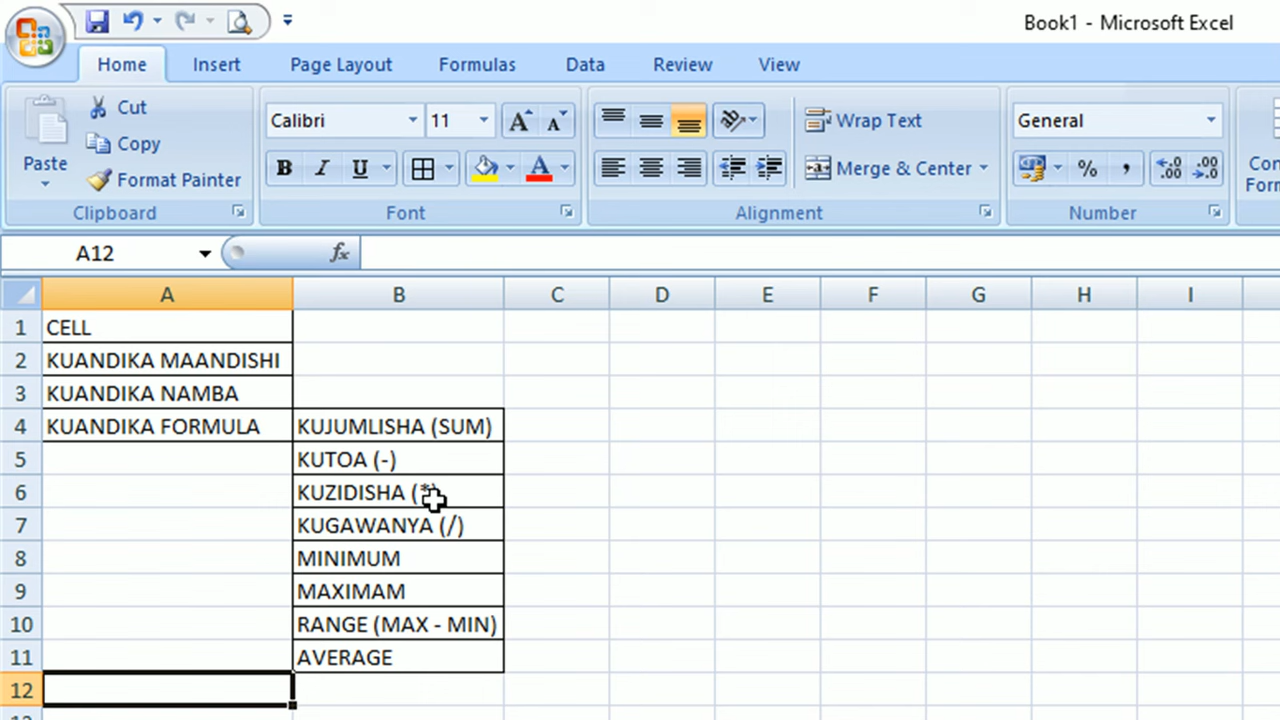 Book1 - Microsoft Excel
Home Insert Page Layout Formulas Data Review View
Cut
Copy
Paste
Format Painter
Calibri 11
B I U
Wrap Text
Merge & Center
General
% ,
Clipboard Font Alignment Number
A12 fx
A B C D E F G H I
1 CELL
2 KUANDIKA MAANDISHI
3 KUANDIKA NAMBA
4 KUANDIKA FORMULA KUJUMLISHA (SUM)
5 KUTOA (-)
6 KUZIDISHA (*)
7 KUGAWANYA (/)
8 MINIMUM
9 MAXIMAM
10 RANGE (MAX - MIN)
11 AVERAGE
12